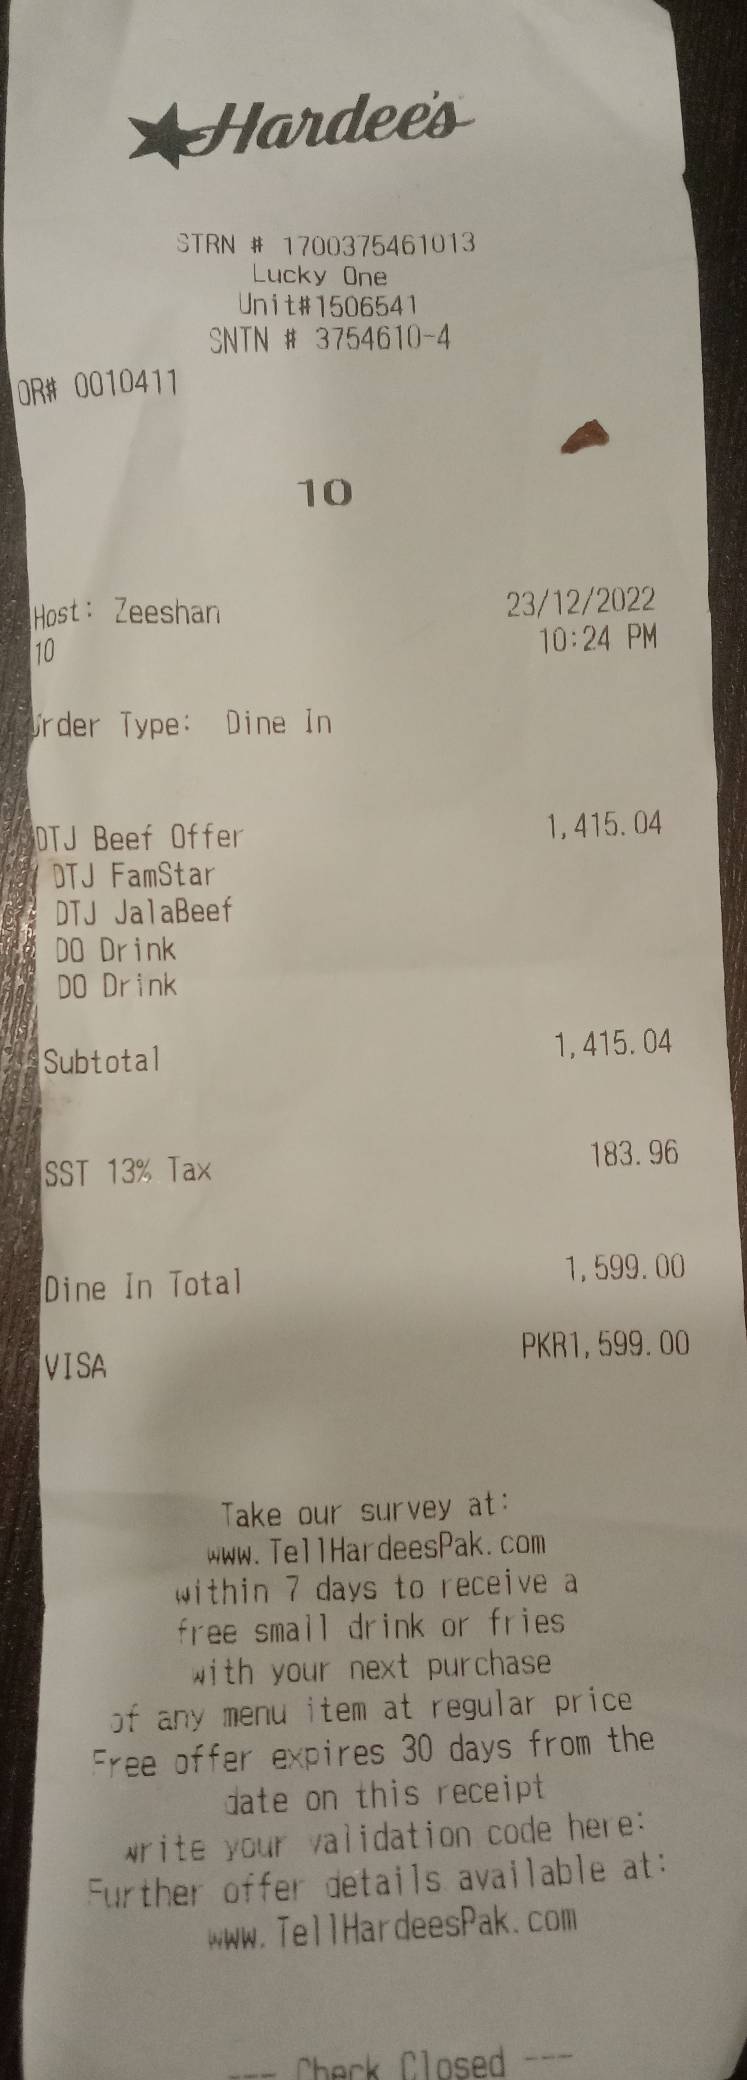 Hardee's
STRN # 1700375461013
Lucky One
Unit#1506541
SNTN # 3754610-4
OR# 0010411
10
Host: Zeeshan 23/12/2022
10 10:24 PM
Order Type: Dine In
DTJ Beef Offer 1,415.04
DTJ FamStar
DTJ JalaBeef
DO Drink
DO Drink
Subtotal 1,415.04
SST 13% Tax 183.96
Dine In Total 1,599.00
VISA PKR1,599.00
Take our survey at:
www.TellHardeesPak.com
within 7 days to receive a
free small drink or fries
with your next purchase
of any menu item at regular price
Free offer expires 30 days from the
date on this receipt
write your validation code here:
Further offer details available at:
www.TellHardeesPak.com
--- Check Closed ---